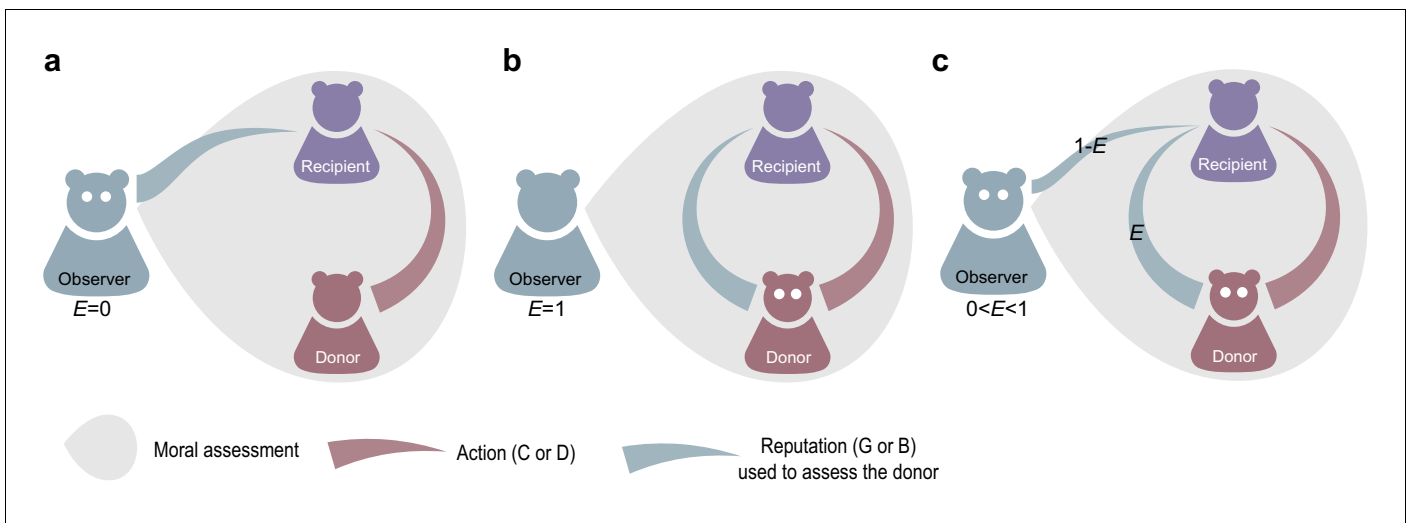 a
Recipient
Observer
E=0
Donor
b
Recipient
Observer
E=1
Donor
c
1-E
Recipient
E
Observer
0<E<1
Donor
Moral assessment
Action (C or D)
Reputation (G or B)
used to assess the donor